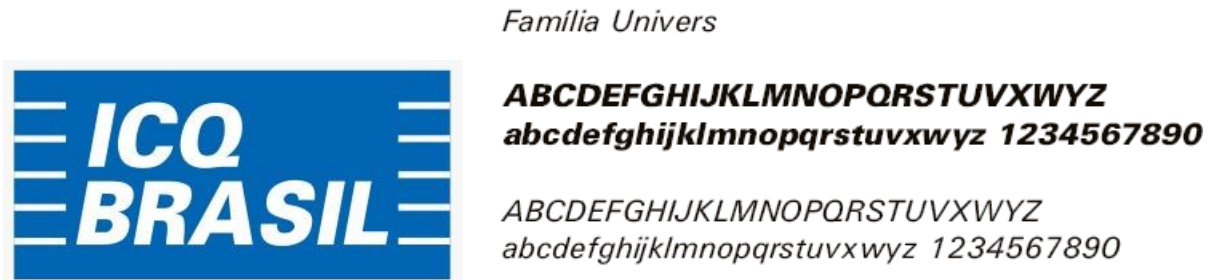 Família Univers
ICQ
BRASIL
ABCDEFGHIJKLMNOPQRSTUVXWYZ
abcdefghijklmnopqrstuvxwyz 1234567890
ABCDEFGHIJKLMNOPQRSTUVXWYZ
abcdefghijklmnopqrstuvxwyz 1234567890